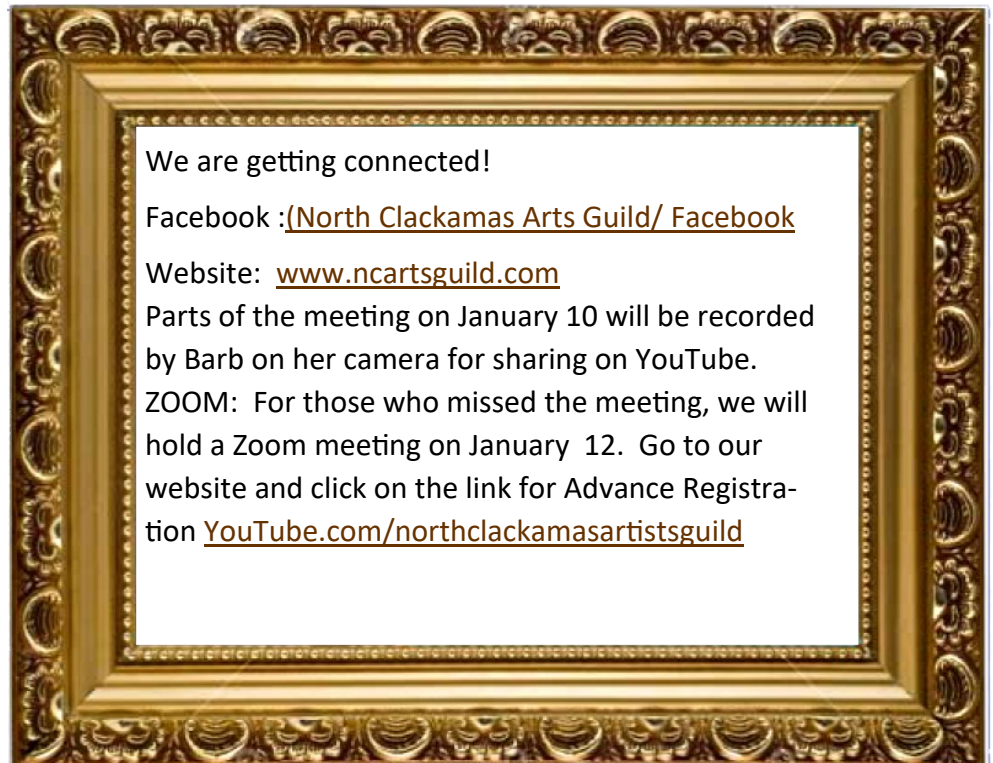 We are getting connected!
Facebook :(North Clackamas Arts Guild/ Facebook
Website:  www.ncartsguild.com
Parts of the meeting on January 10 will be recorded
by Barb on her camera for sharing on YouTube.
ZOOM:  For those who missed the meeting, we will
hold a Zoom meeting on January  12.  Go to our
website and click on the link for Advance Registra-
tion YouTube.com/northclackamasartistsguild